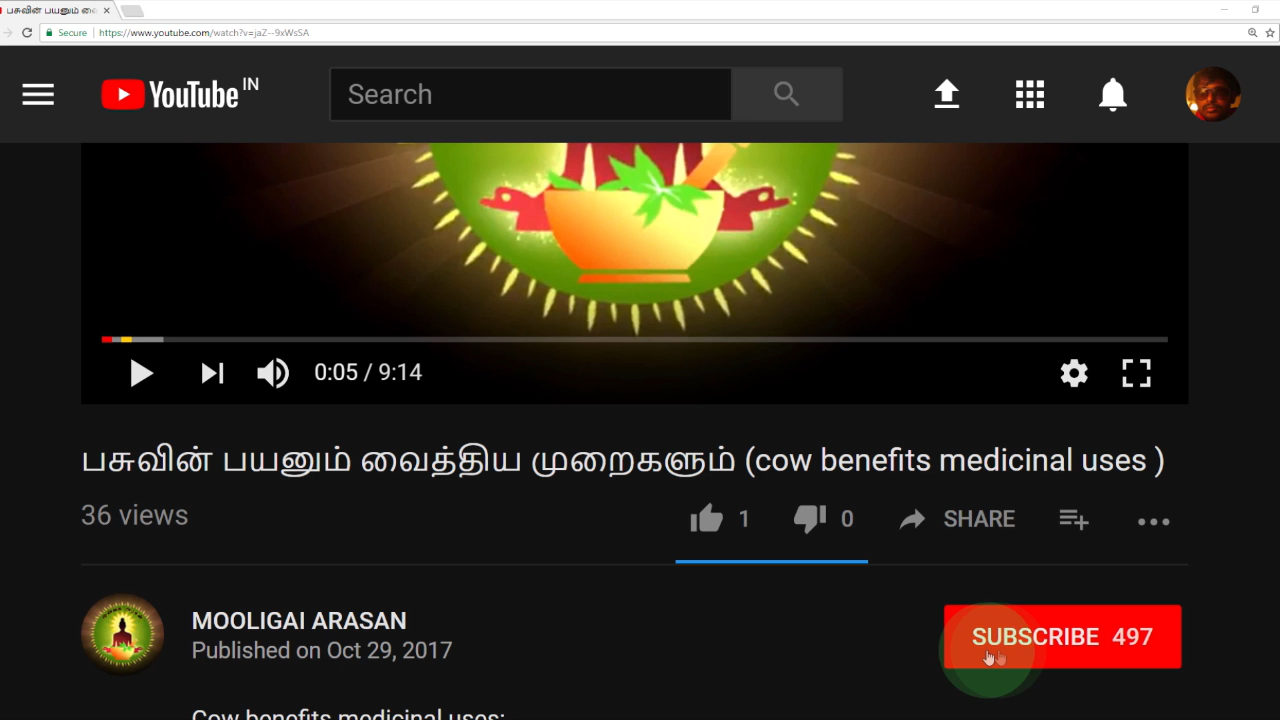 பசுவின் பயனும் வை
Secure https://www.youtube.com/watch?v=jaZ--9xWsSA
YouTube IN
Search
0:05 / 9:14
பசுவின் பயனும் வைத்திய முறைகளும் (cow benefits medicinal uses )
36 views
1 0 SHARE
MOOLIGAI ARASAN
SUBSCRIBE 497
Published on Oct 29, 2017
Cow benefits medicinal uses: